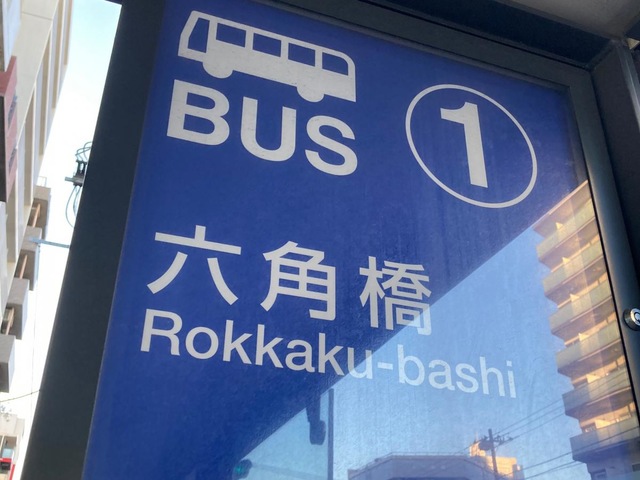 BUS 1
六角橋
Rokkaku-bashi